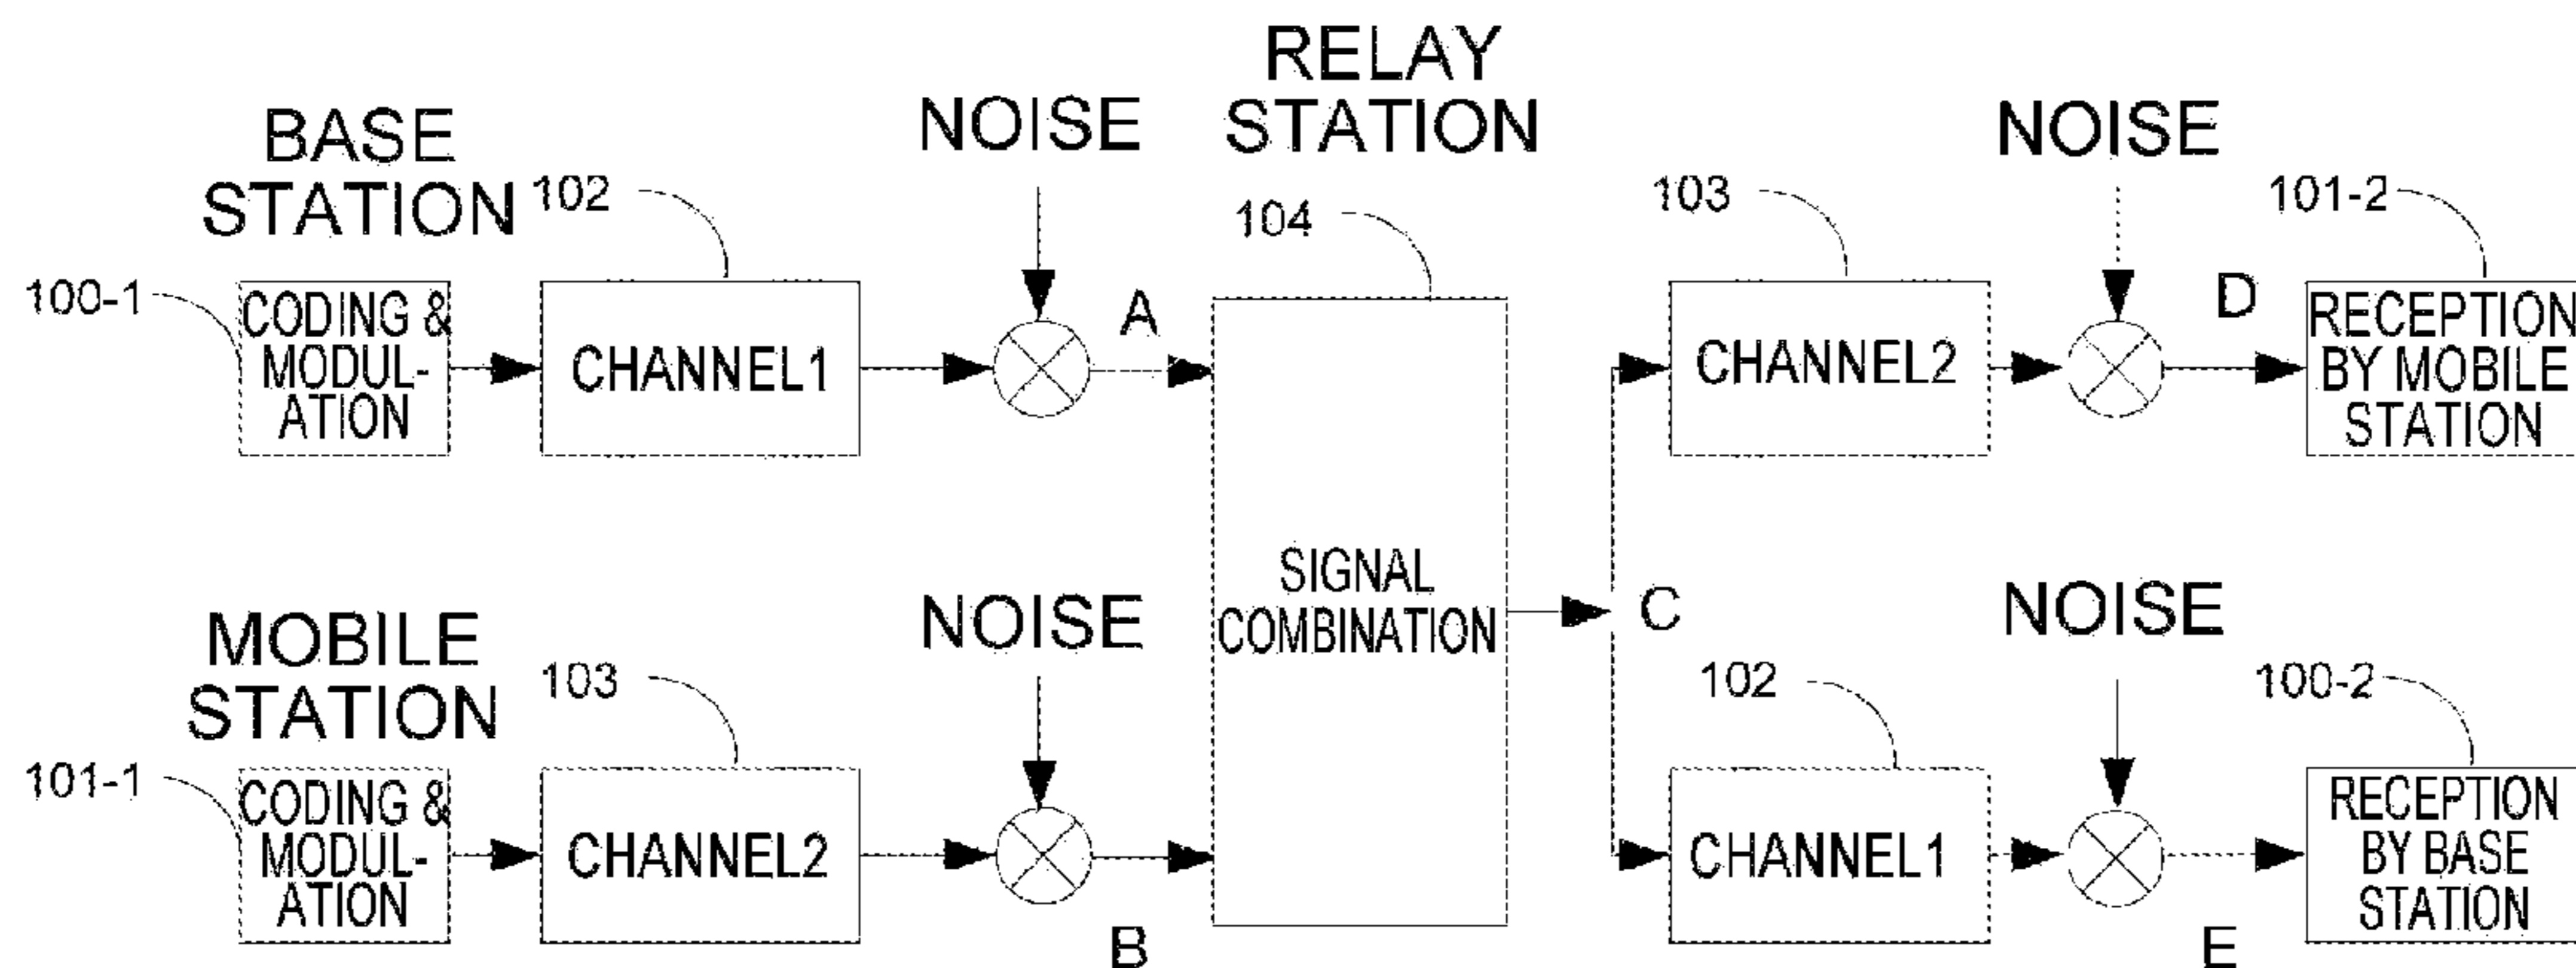 RELAY
STATION
BASE
STATION
NOISE
NOISE
102
104
103
101-2
100-1
CODING &
MODUL-
ATION
CHANNEL1
A
CHANNEL2
D
RECEPTION
BY MOBILE
STATION
SIGNAL
COMBINATION
C
MOBILE
STATION
NOISE
NOISE
103
102
100-2
101-1
CODING &
MODUL-
ATION
CHANNEL2
B
CHANNEL1
E
RECEPTION
BY BASE
STATION